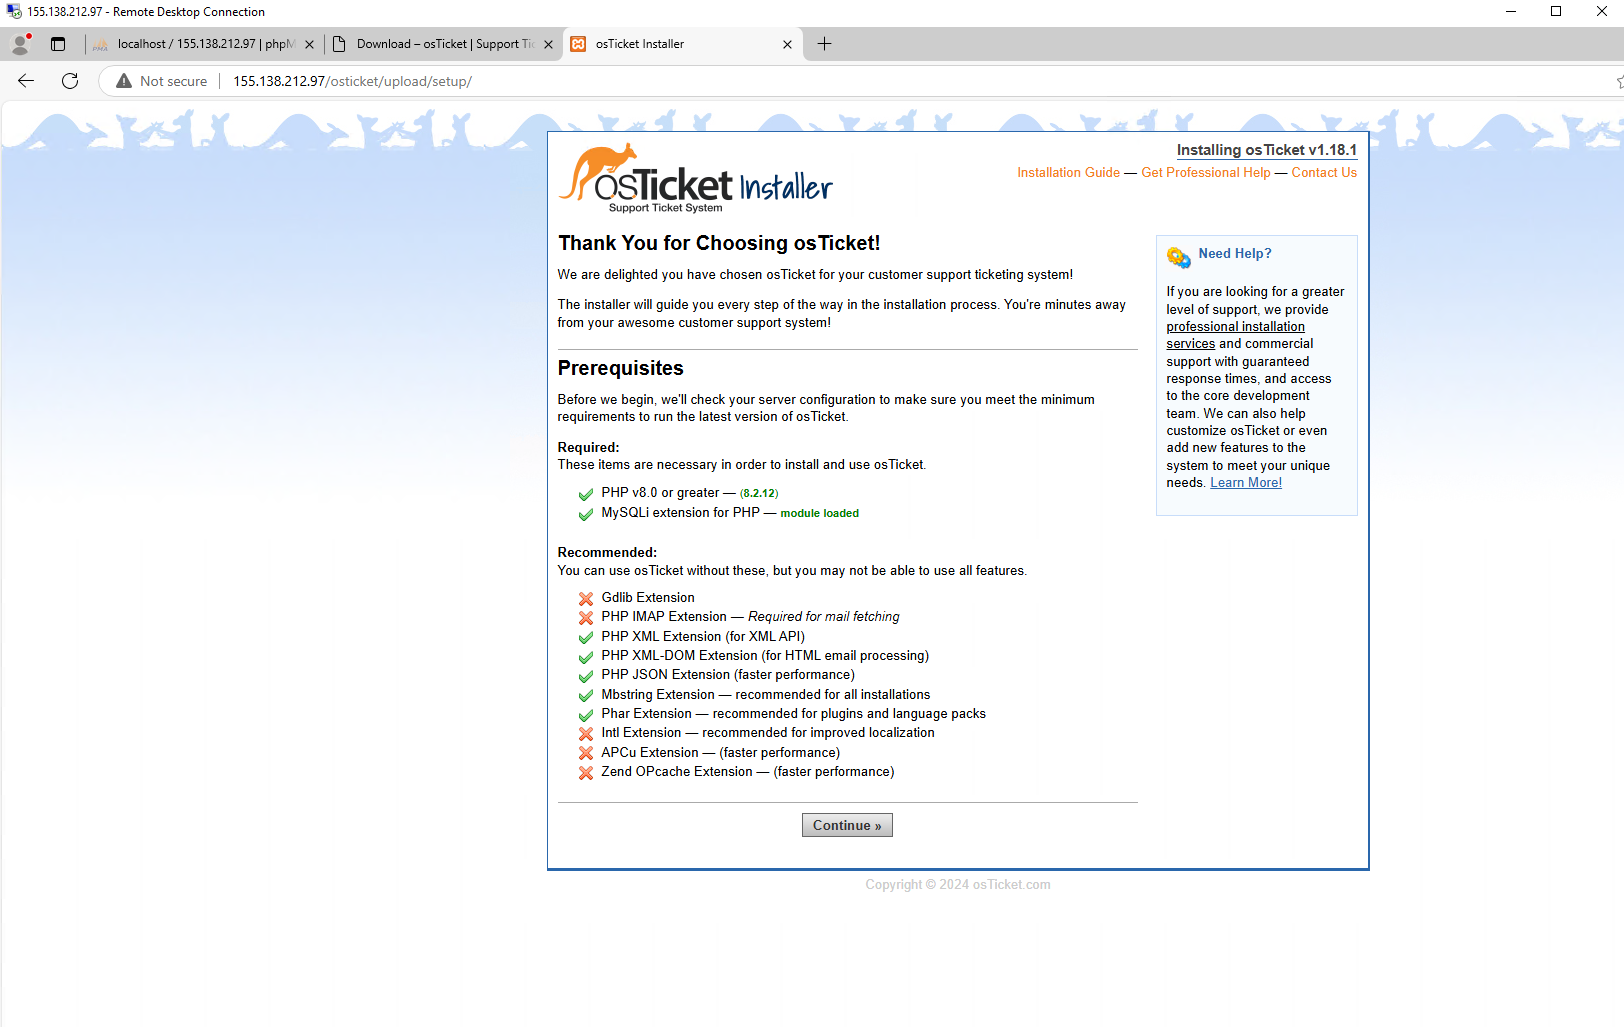 155.138.212.97 - Remote Desktop Connection
localhost / 155.138.212.97 | phpM
Download – osTicket | Support Tic
osTicket Installer
Not secure
155.138.212.97/osticket/upload/setup/
osTicket Installer
Support Ticket System
Installing osTicket v1.18.1
Installation Guide — Get Professional Help — Contact Us
Thank You for Choosing osTicket!
We are delighted you have chosen osTicket for your customer support ticketing system!
The installer will guide you every step of the way in the installation process. You're minutes away
from your awesome customer support system!
Prerequisites
Before we begin, we'll check your server configuration to make sure you meet the minimum
requirements to run the latest version of osTicket.
Required:
These items are necessary in order to install and use osTicket.
PHP v8.0 or greater — (8.2.12)
MySQLi extension for PHP — module loaded
Recommended:
You can use osTicket without these, but you may not be able to use all features.
Gdlib Extension
PHP IMAP Extension — Required for mail fetching
PHP XML Extension (for XML API)
PHP XML-DOM Extension (for HTML email processing)
PHP JSON Extension (faster performance)
Mbstring Extension — recommended for all installations
Phar Extension — recommended for plugins and language packs
Intl Extension — recommended for improved localization
APCu Extension — (faster performance)
Zend OPcache Extension — (faster performance)
Continue »
Need Help?
If you are looking for a greater
level of support, we provide
professional installation
services and commercial
support with guaranteed
response times, and access
to the core development
team. We can also help
customize osTicket or even
add new features to the
system to meet your unique
needs. Learn More!
Copyright © 2024 osTicket.com